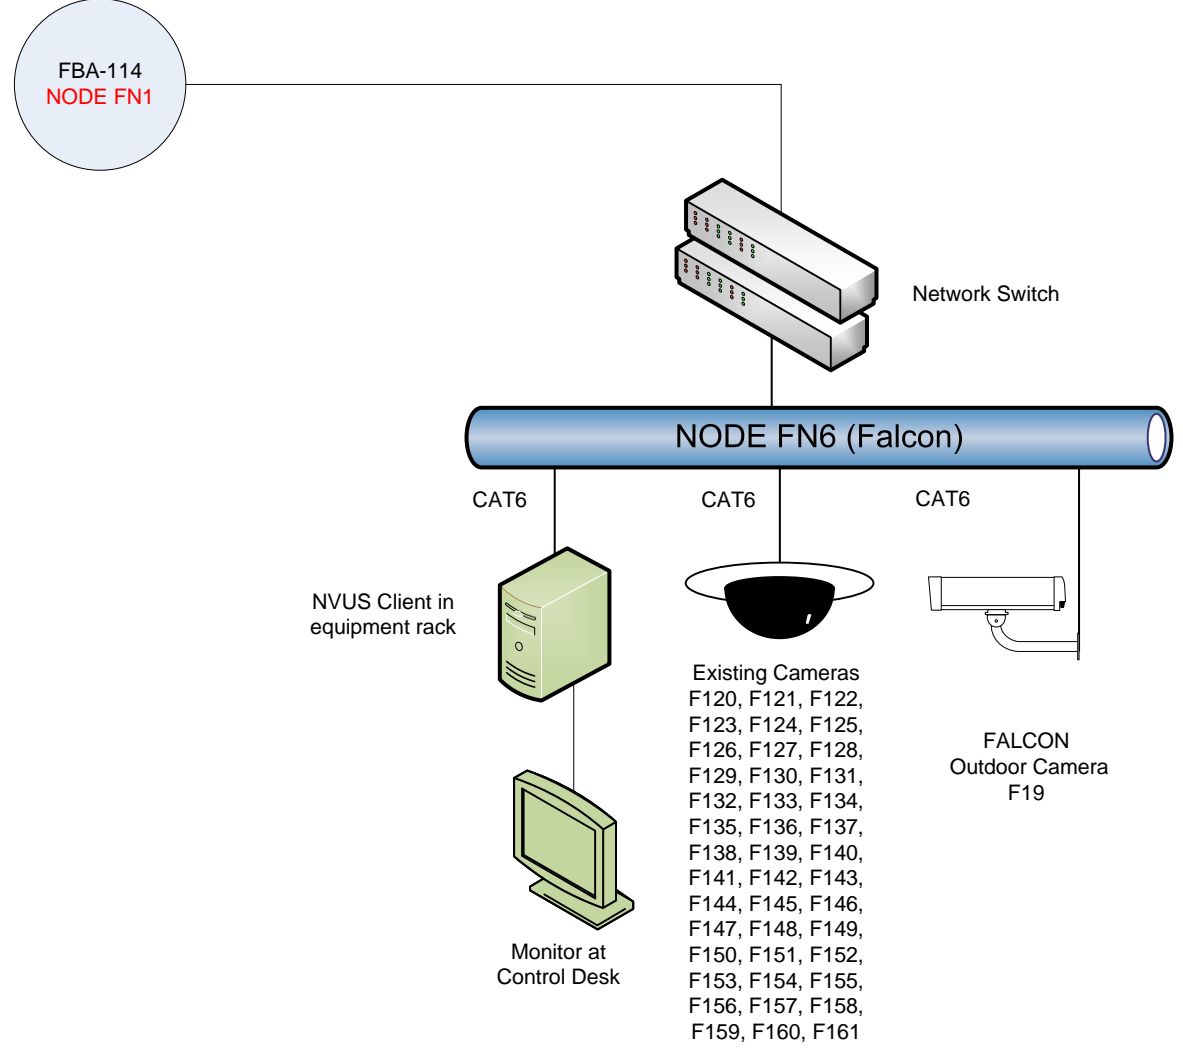 FBA-114
NODE FN1
Network Switch
NODE FN6 (Falcon)
CAT6
CAT6
CAT6
NVUS Client in
equipment rack
Existing Cameras
F120, F121, F122,
F123, F124, F125,
F126, F127, F128,
F129, F130, F131,
F132, F133, F134,
F135, F136, F137,
F138, F139, F140,
F141, F142, F143,
F144, F145, F146,
F147, F148, F149,
F150, F151, F152,
F153, F154, F155,
F156, F157, F158,
F159, F160, F161
FALCON
Outdoor Camera
F19
Monitor at
Control Desk